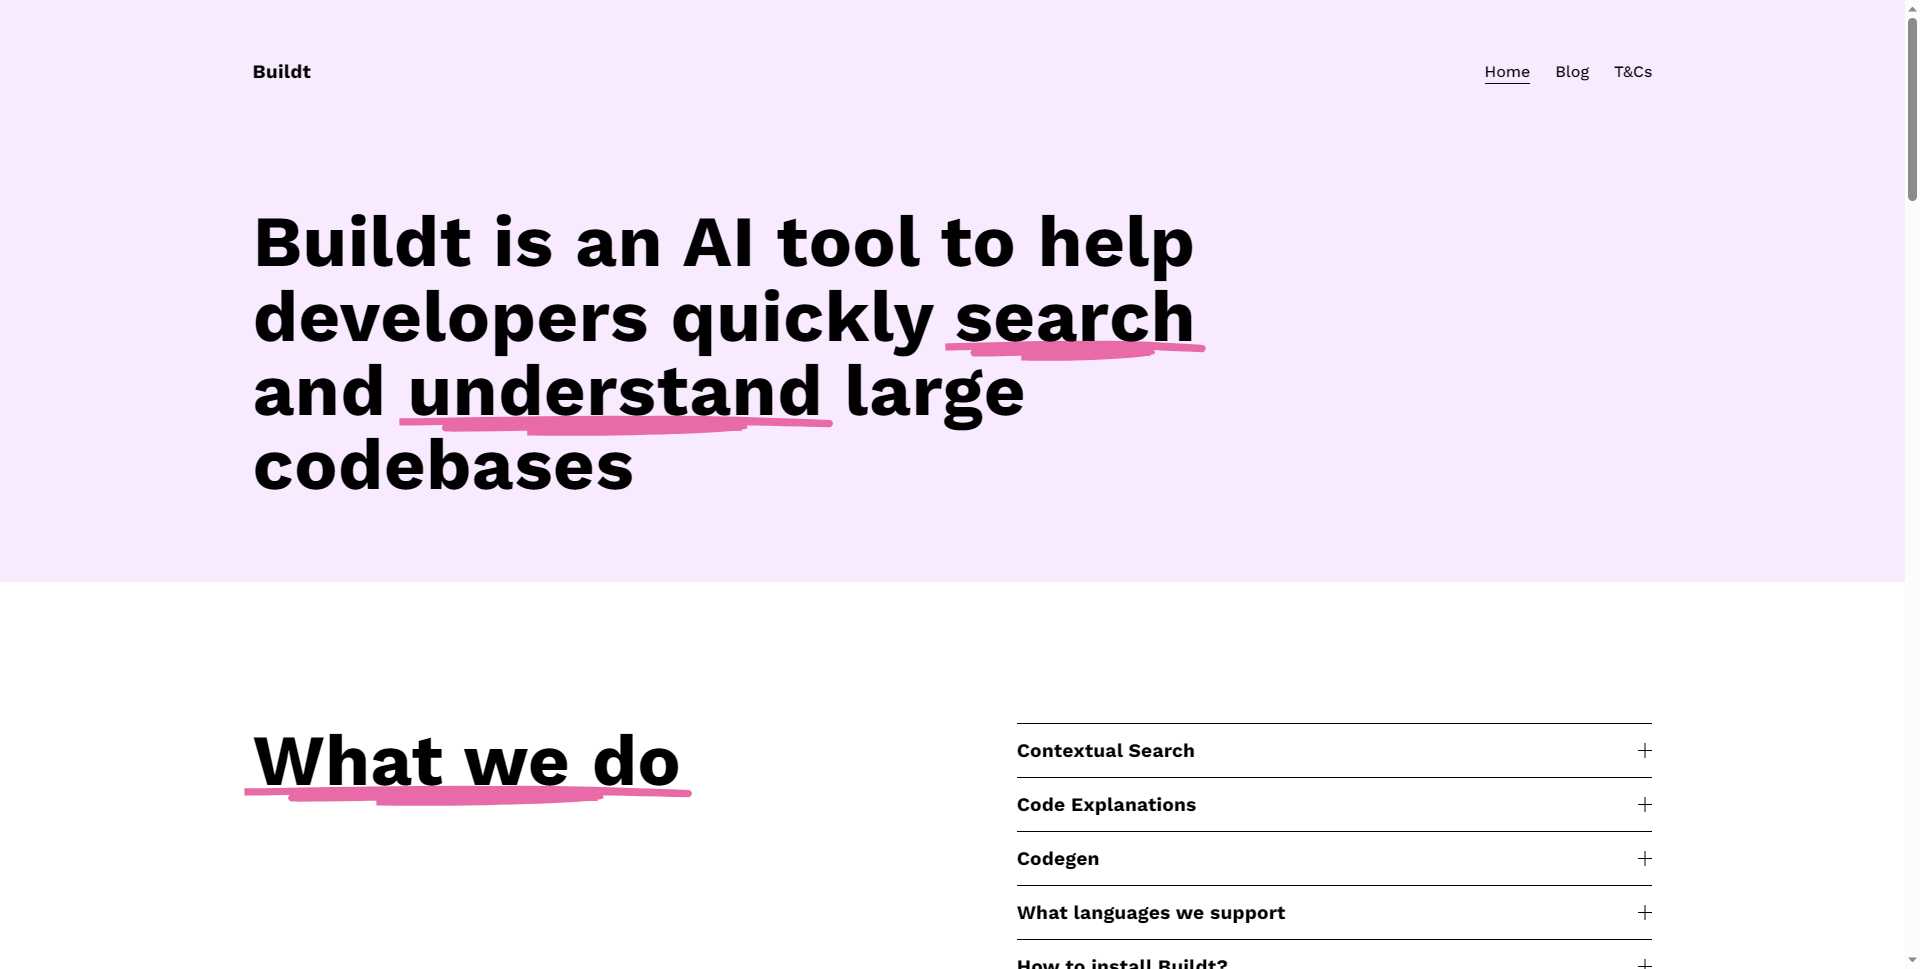 Buildt
Home Blog T&Cs
Buildt is an AI tool to help
developers quickly search
and understand large
codebases
What we do
Contextual Search
Code Explanations
Codegen
What languages we support
How to install Buildt?